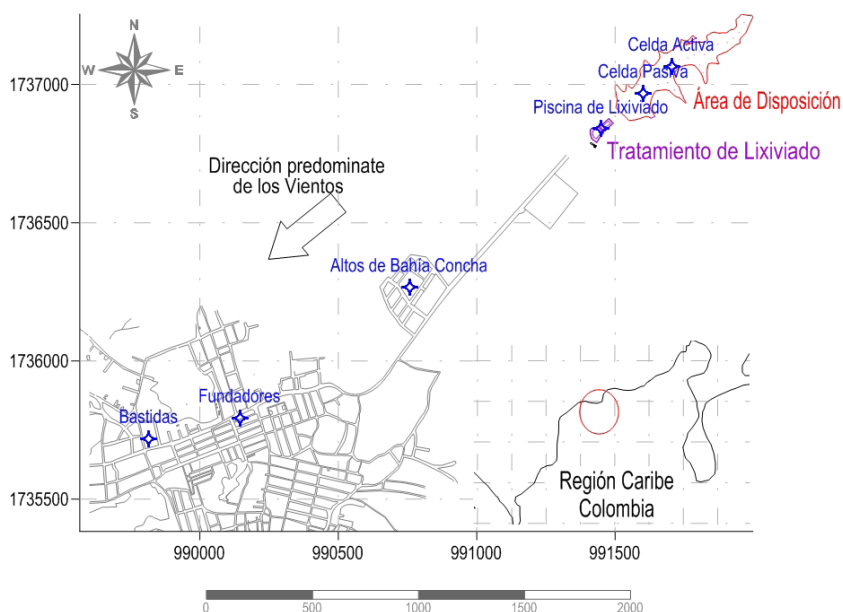 N
W
E
S
1737000
1736500
1736000
1735500
Celda Activa
Celda Pasiva
Área de Disposición
Piscina de Lixiviado
Tratamiento de Lixiviado
Dirección predominate
de los Vientos
Altos de Bahía Concha
Fundadores
Bastidas
Región Caribe
Colombia
990000
990500
991000
991500
0
500
1000
1500
2000